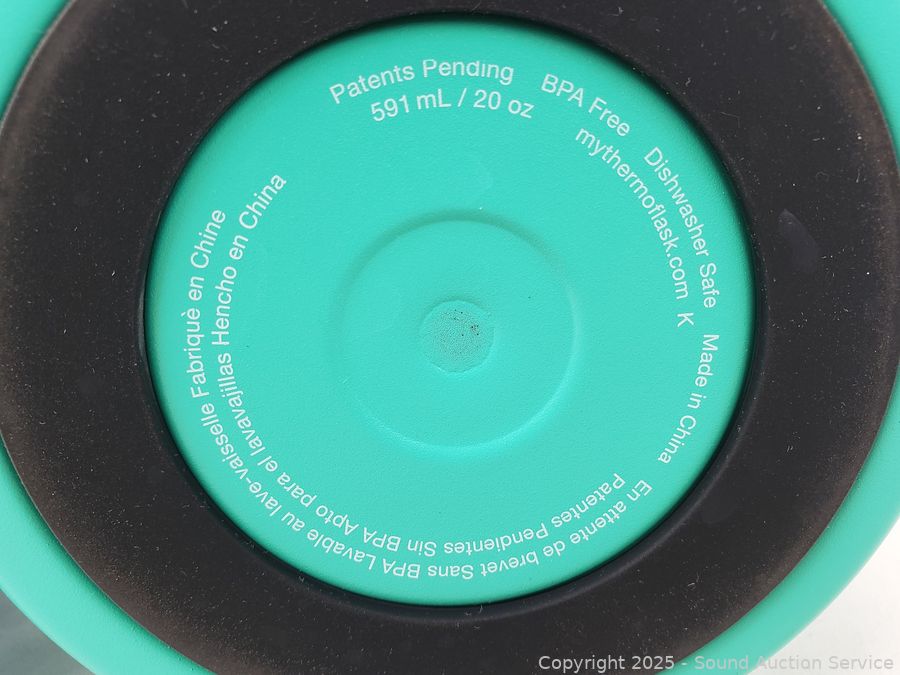 Patents Pending BPA Free Dishwasher Safe Made in China
591 mL / 20 oz mythermoflask.com K
En attente de brevet Sans BPA Lavable au lave-vaisselle Fabriquè en Chine
Patentes Pendientes Sin BPA Apto para el lavavajillas Hencho en China
Copyright 2025 - Sound Auction Service